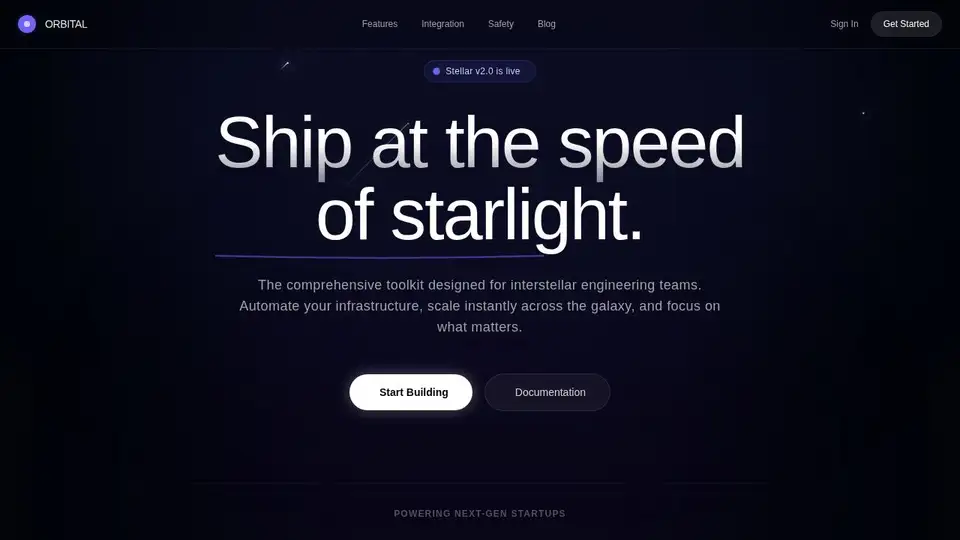 ORBITAL
Features
Integration
Safety
Blog
Sign In
Get Started
Stellar v2.0 is live
Ship at the speed
of starlight.
The comprehensive toolkit designed for interstellar engineering teams.
Automate your infrastructure, scale instantly across the galaxy, and focus on
what matters.
Start Building
Documentation
POWERING NEXT-GEN STARTUPS